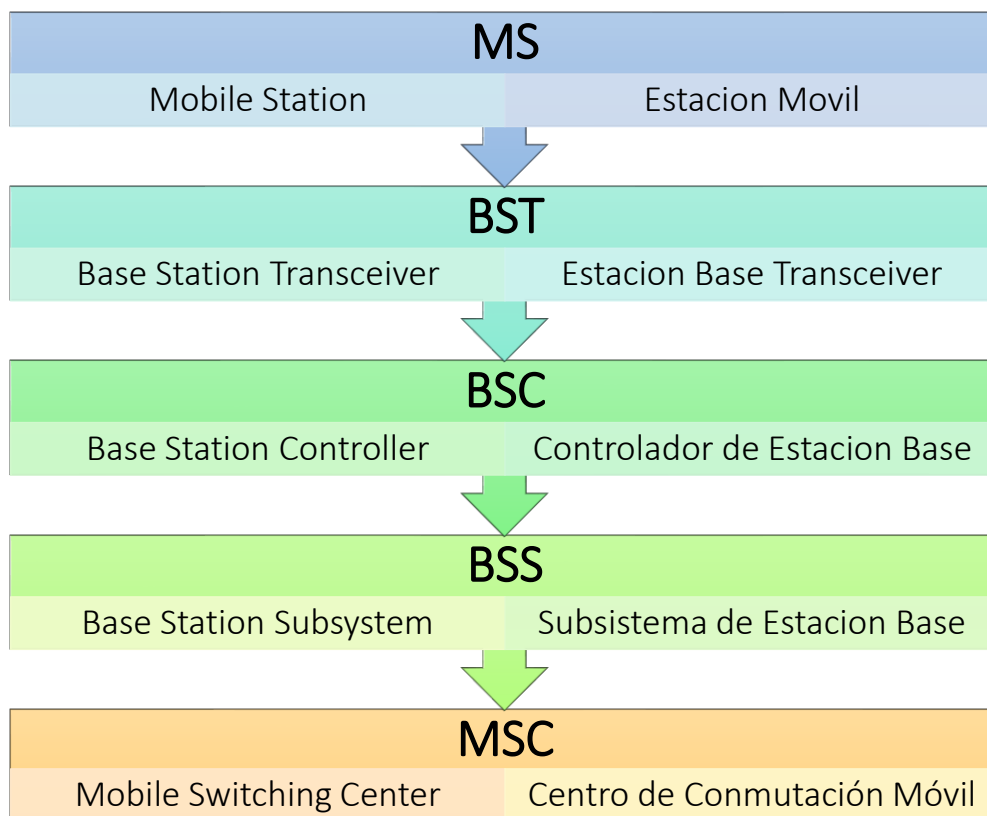 MS
Mobile Station
Estacion Movil
BST
Base Station Transceiver
Estacion Base Transceiver
BSC
Base Station Controller
Controlador de Estacion Base
BSS
Base Station Subsystem
Subsistema de Estacion Base
MSC
Mobile Switching Center
Centro de Conmutación Móvil